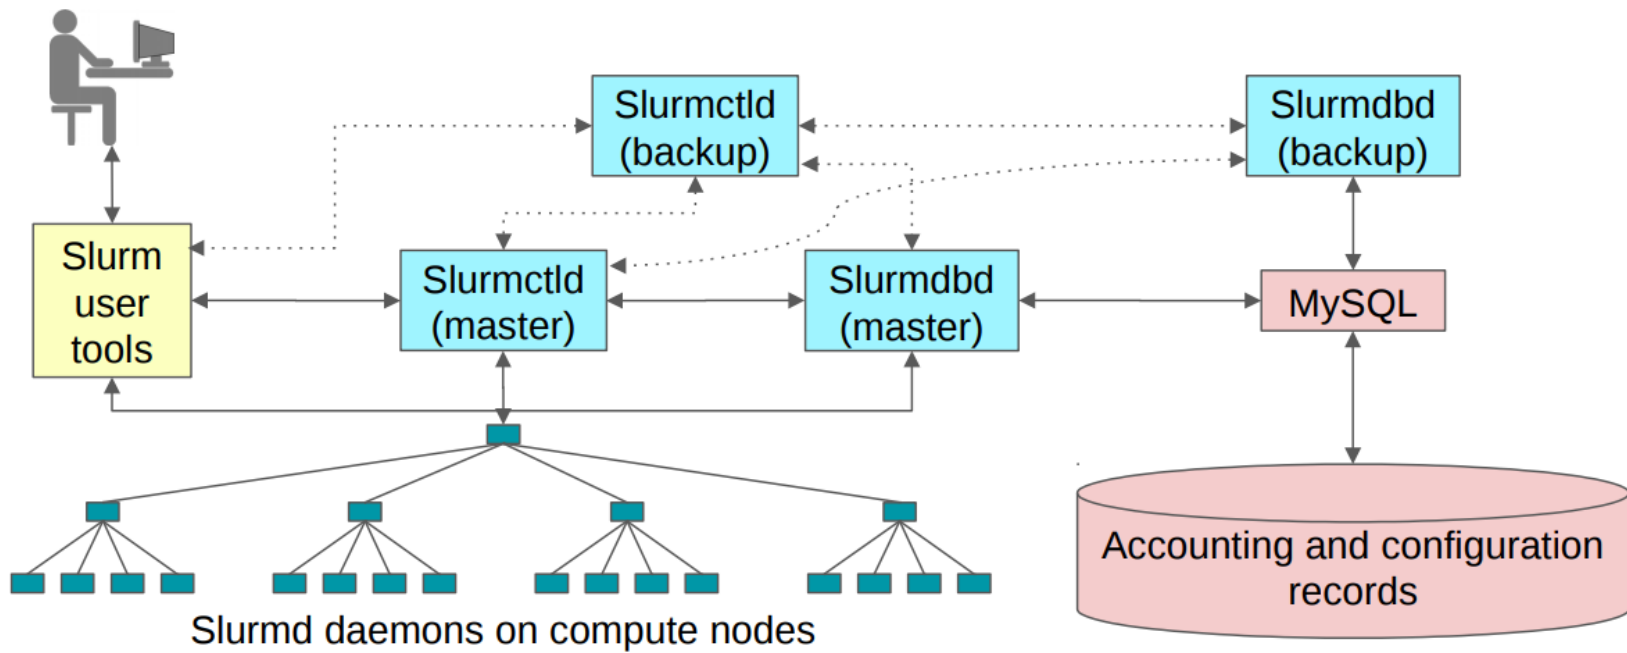 Slurmctld
(backup)
Slurmdbd
(backup)
Slurm
user
tools
Slurmctld
(master)
Slurmdbd
(master)
MySQL
Accounting and configuration
records
Slurmd daemons on compute nodes